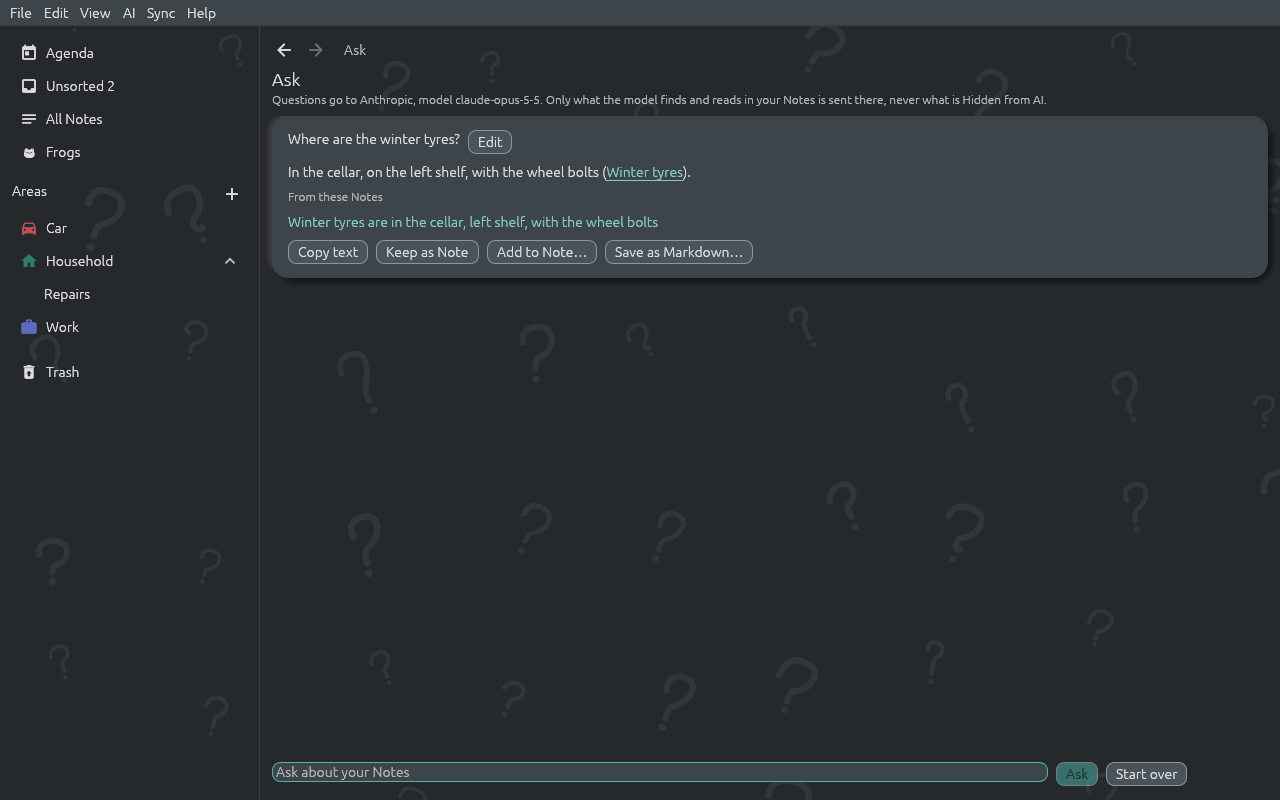 File Edit View AI Sync Help
Agenda
Unsorted 2
All Notes
Frogs
Areas
Car
Household
Repairs
Work
Trash
Ask
Ask
Questions go to Anthropic, model claude-opus-5-5. Only what the model finds and reads in your Notes is sent there, never what is Hidden from AI.
Where are the winter tyres? Edit
In the cellar, on the left shelf, with the wheel bolts (Winter tyres).
From these Notes
Winter tyres are in the cellar, left shelf, with the wheel bolts
Copy text Keep as Note Add to Note… Save as Markdown…
Ask about your Notes Ask Start over